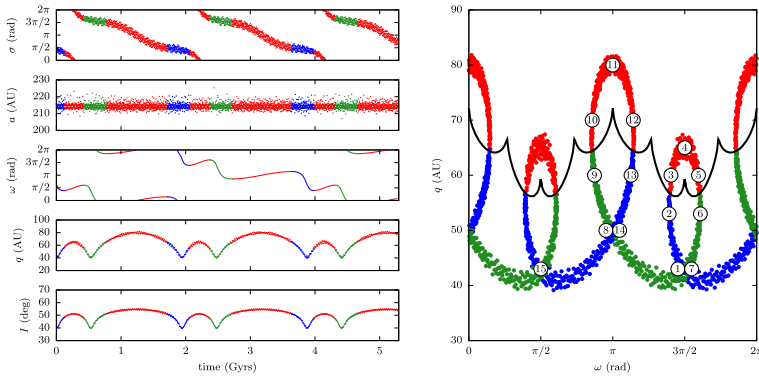 2π
3π/2
π
π/2
0
σ (rad)
230
220
210
200
a (AU)
2π
3π/2
π
π/2
0
ω (rad)
100
80
60
40
20
q (AU)
70
60
50
40
30
I (deg)
0 1 2 3 4 5
time (Gyrs)
90
80
70
60
50
40
30
q (AU)
11
10 12
4
9 3 5 13
2 6
8 14
15 1 7
0 π/2 π 3π/2 2π
ω (rad)